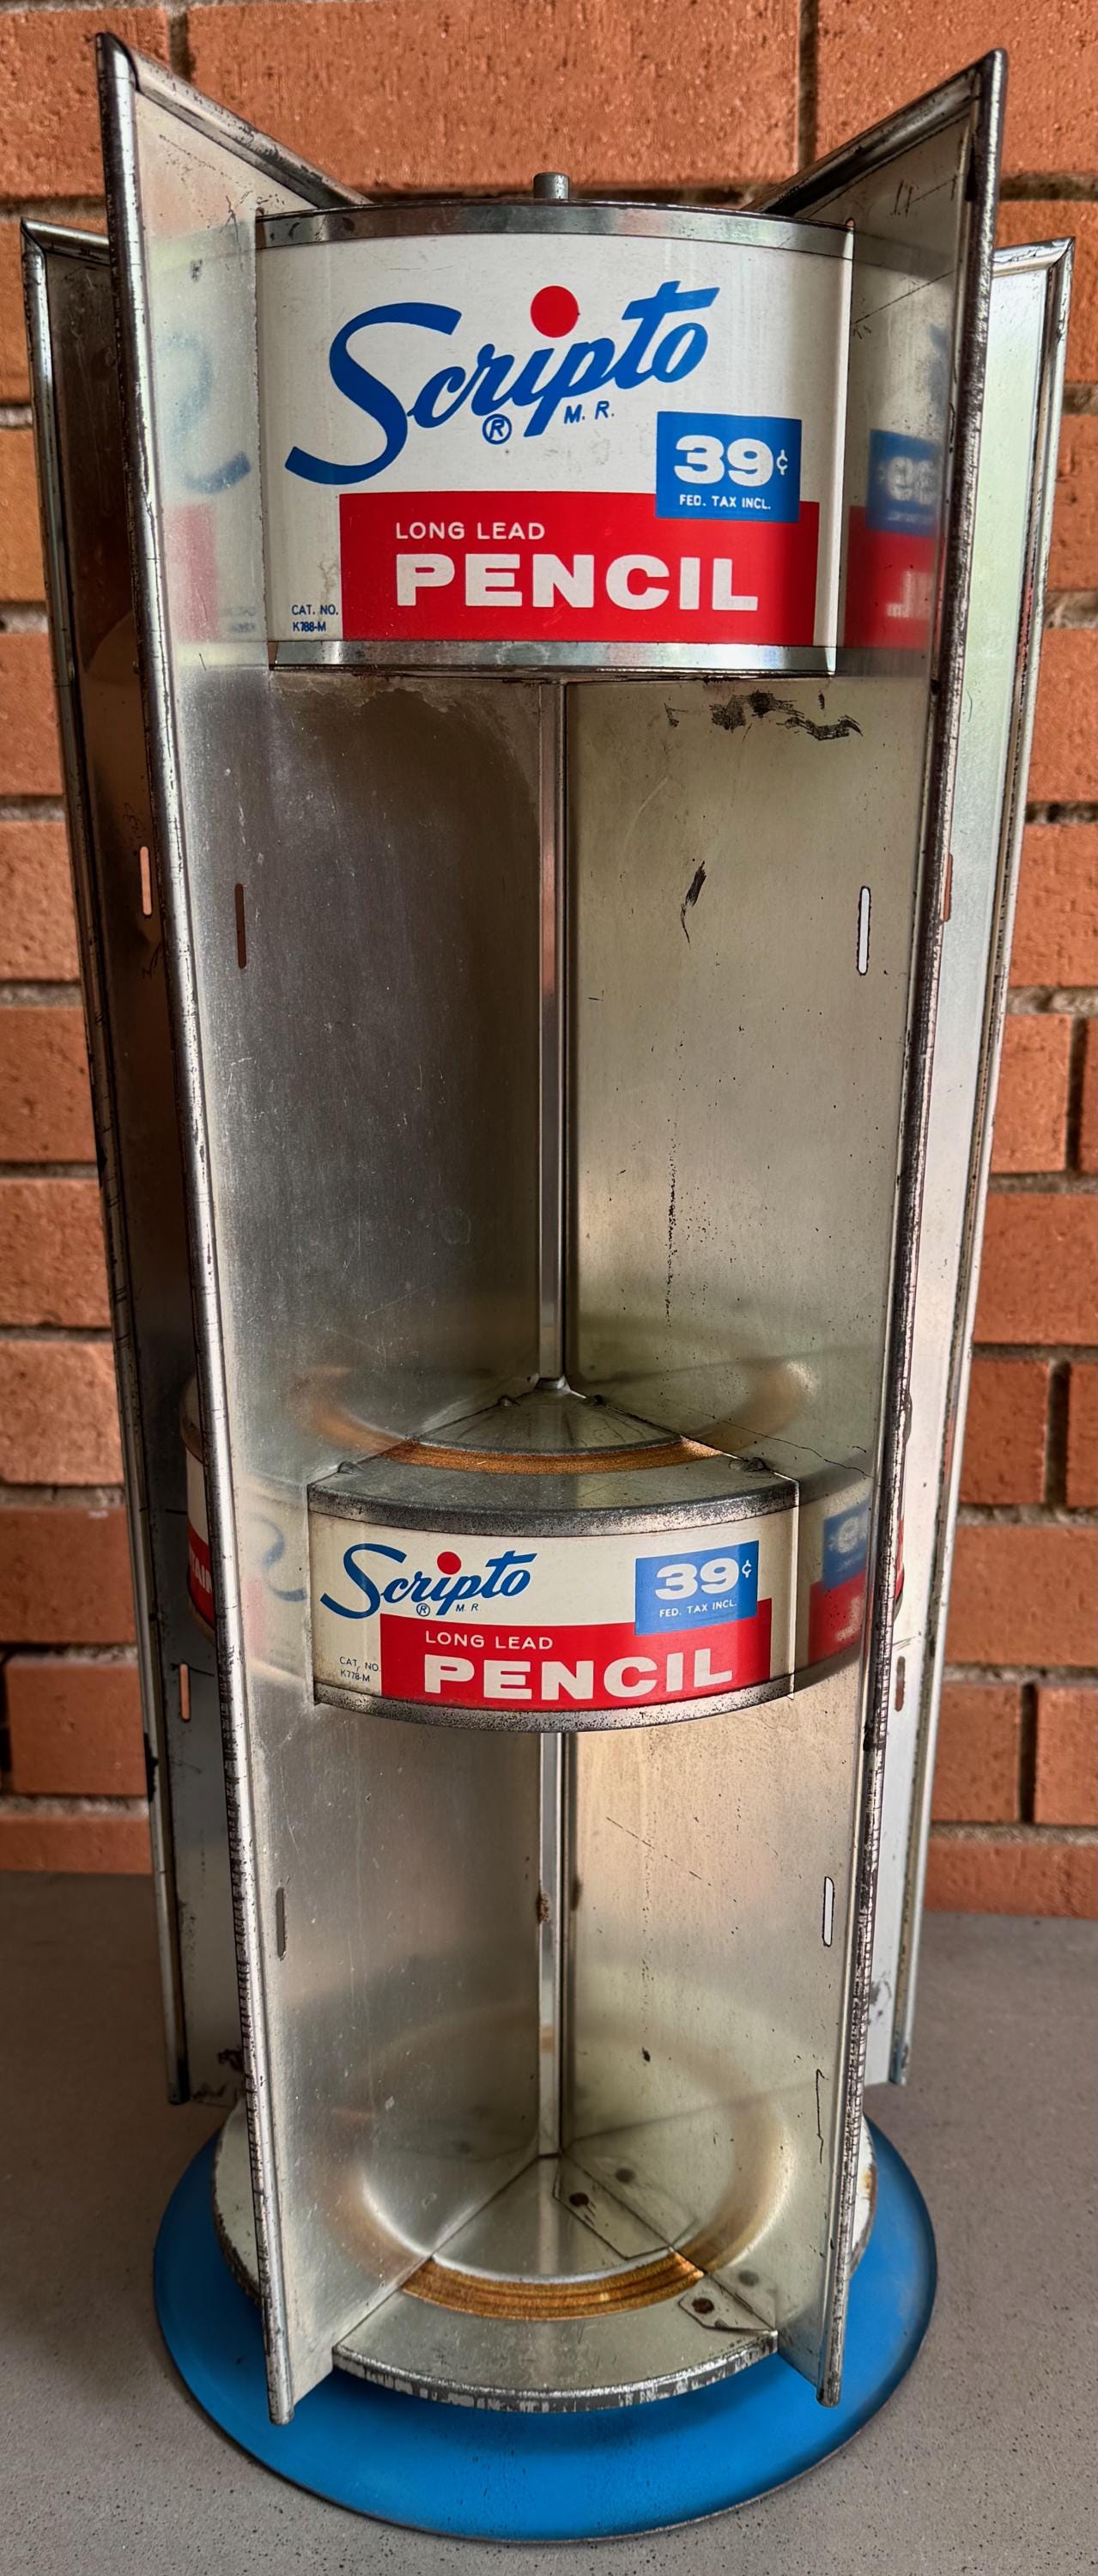 Scripto
® M. R.
39¢
FED. TAX INCL.
LONG LEAD
PENCIL
CAT. NO.
K788-M
Scripto
® M R
39¢
FED. TAX INCL.
LONG LEAD
PENCIL
CAT. NO.
K778-M